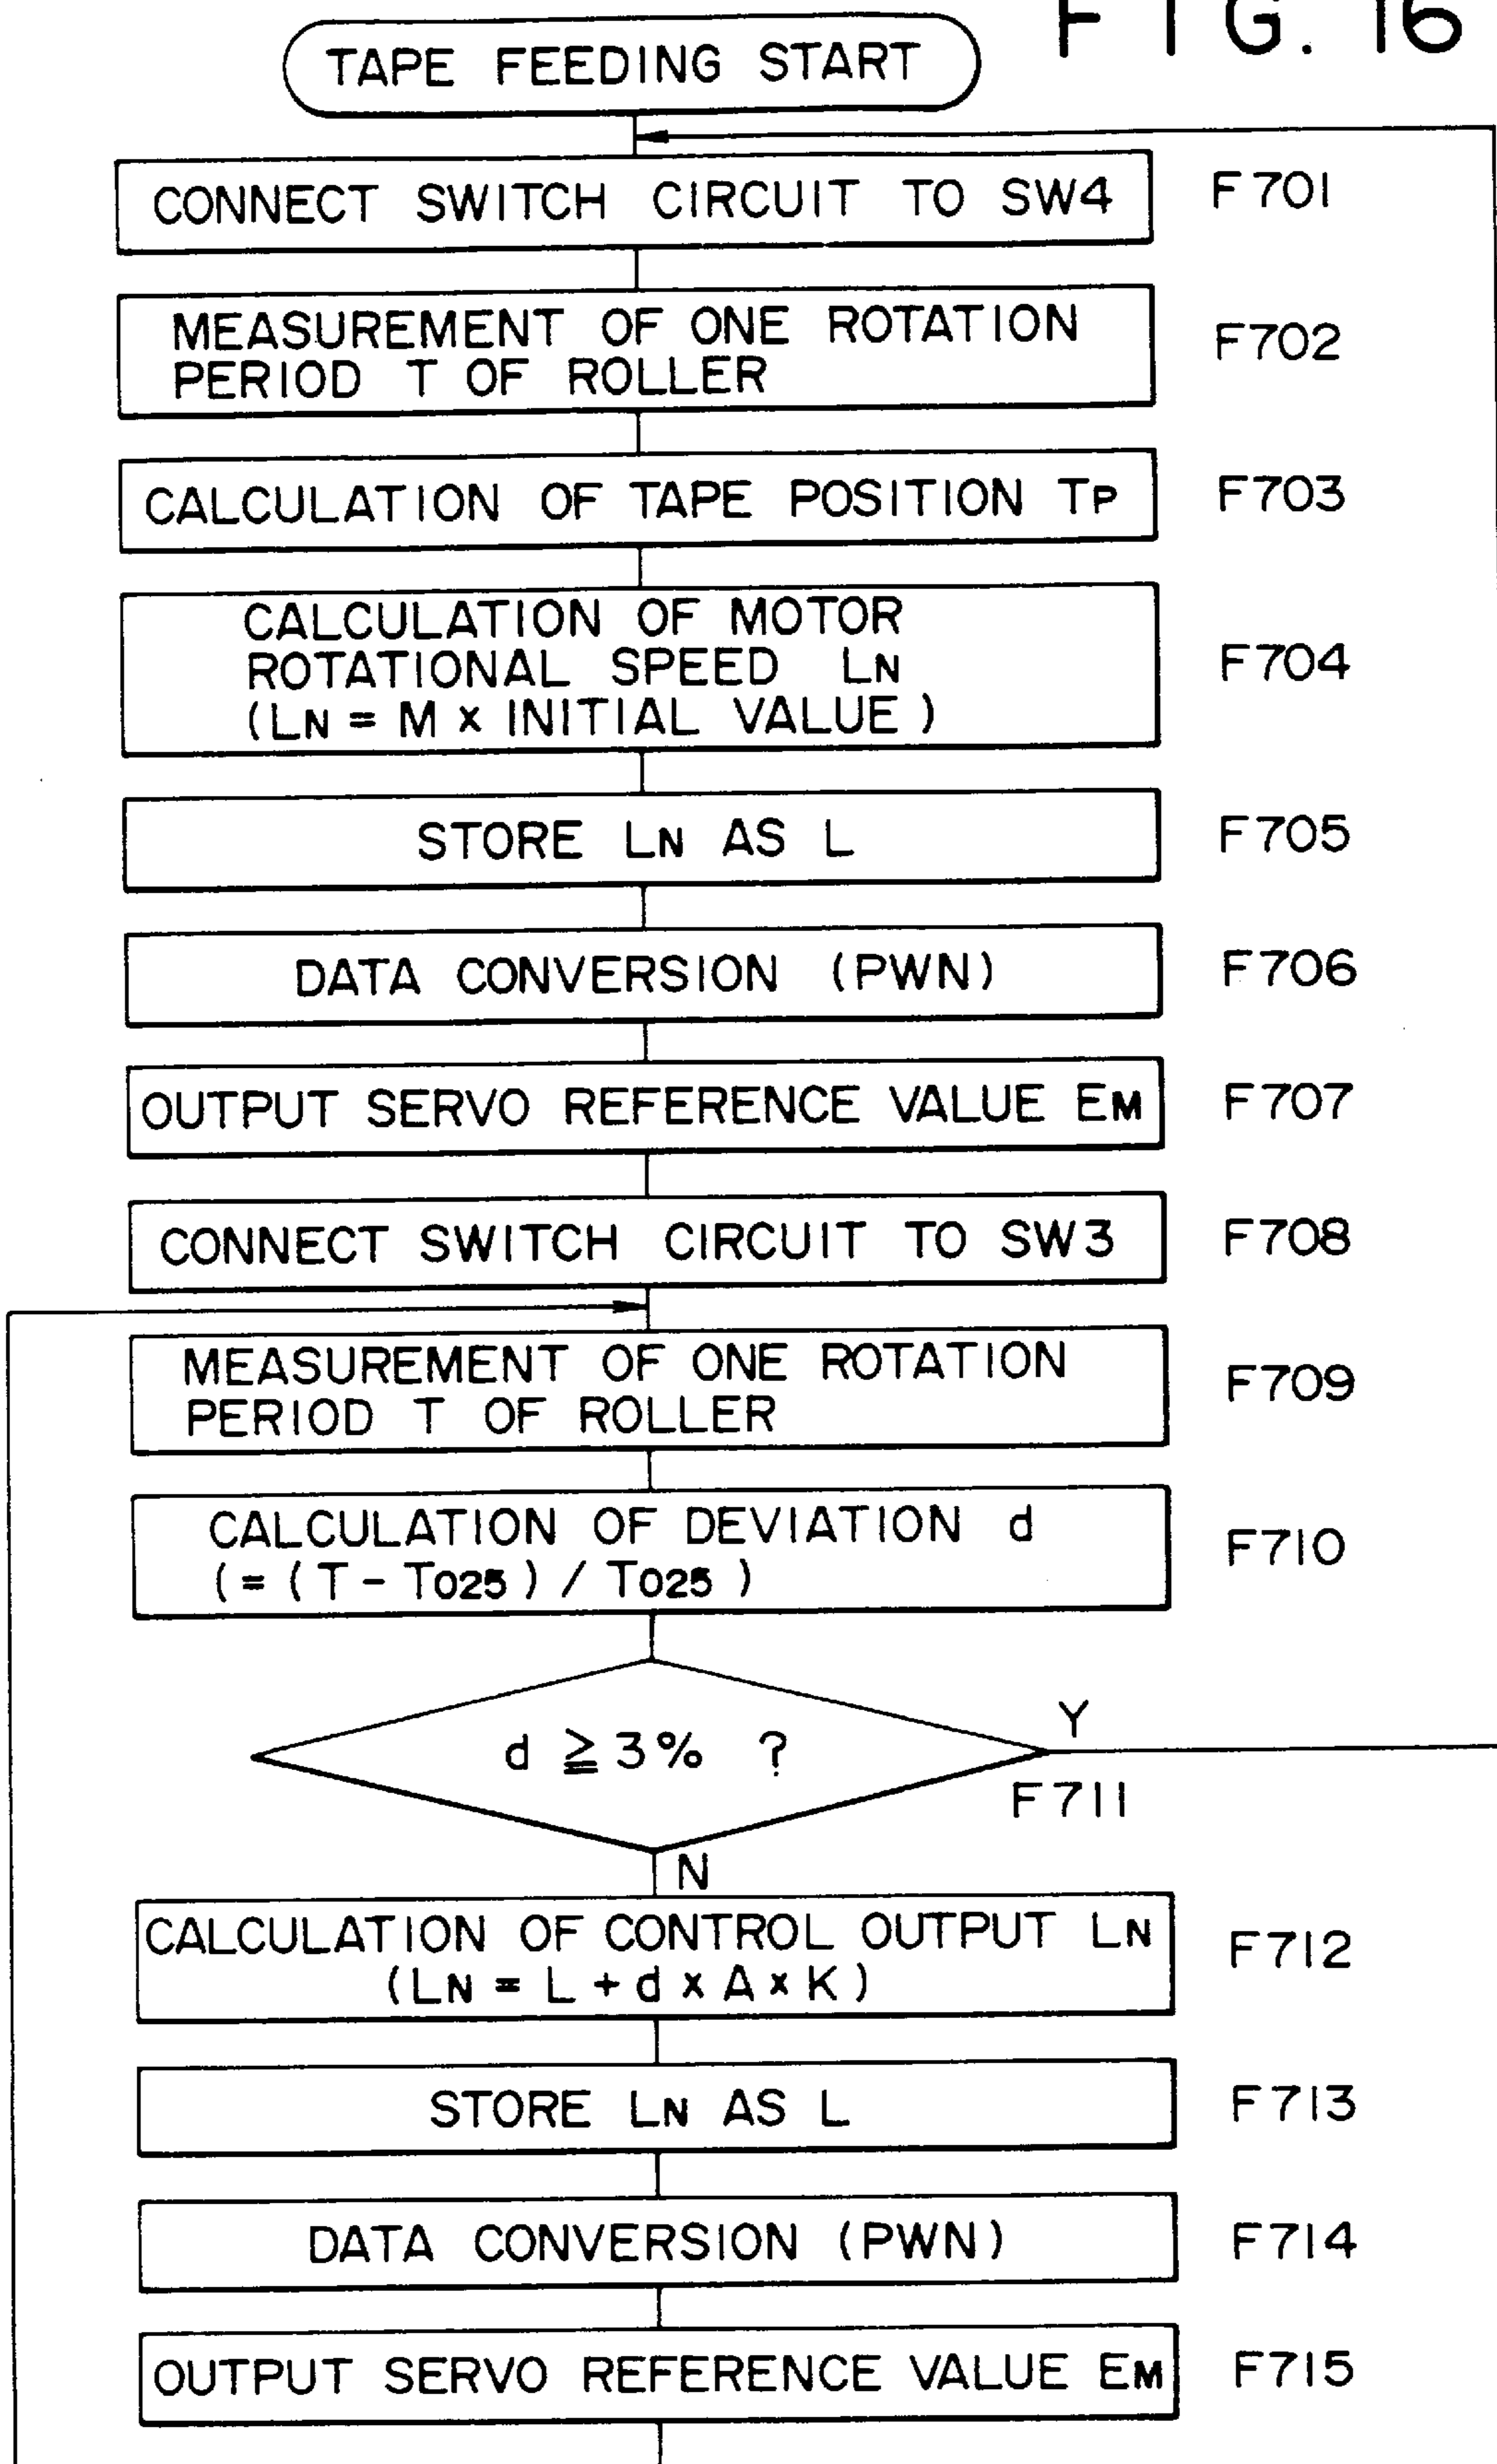 FIG. 16
TAPE FEEDING START
CONNECT SWITCH CIRCUIT TO SW4
F701
MEASUREMENT OF ONE ROTATION
PERIOD T OF ROLLER
F702
CALCULATION OF TAPE POSITION TP
F703
CALCULATION OF MOTOR
ROTATIONAL SPEED LN
(LN = M x INITIAL VALUE)
F704
STORE LN AS L
F705
DATA CONVERSION (PWN)
F706
OUTPUT SERVO REFERENCE VALUE EM
F707
CONNECT SWITCH CIRCUIT TO SW3
F708
MEASUREMENT OF ONE ROTATION
PERIOD T OF ROLLER
F709
CALCULATION OF DEVIATION d
(= (T - T025) / T025)
F710
d ≧ 3% ?
Y
F711
N
CALCULATION OF CONTROL OUTPUT LN
(LN = L + d x A x K)
F712
STORE LN AS L
F713
DATA CONVERSION (PWN)
F714
OUTPUT SERVO REFERENCE VALUE EM
F715